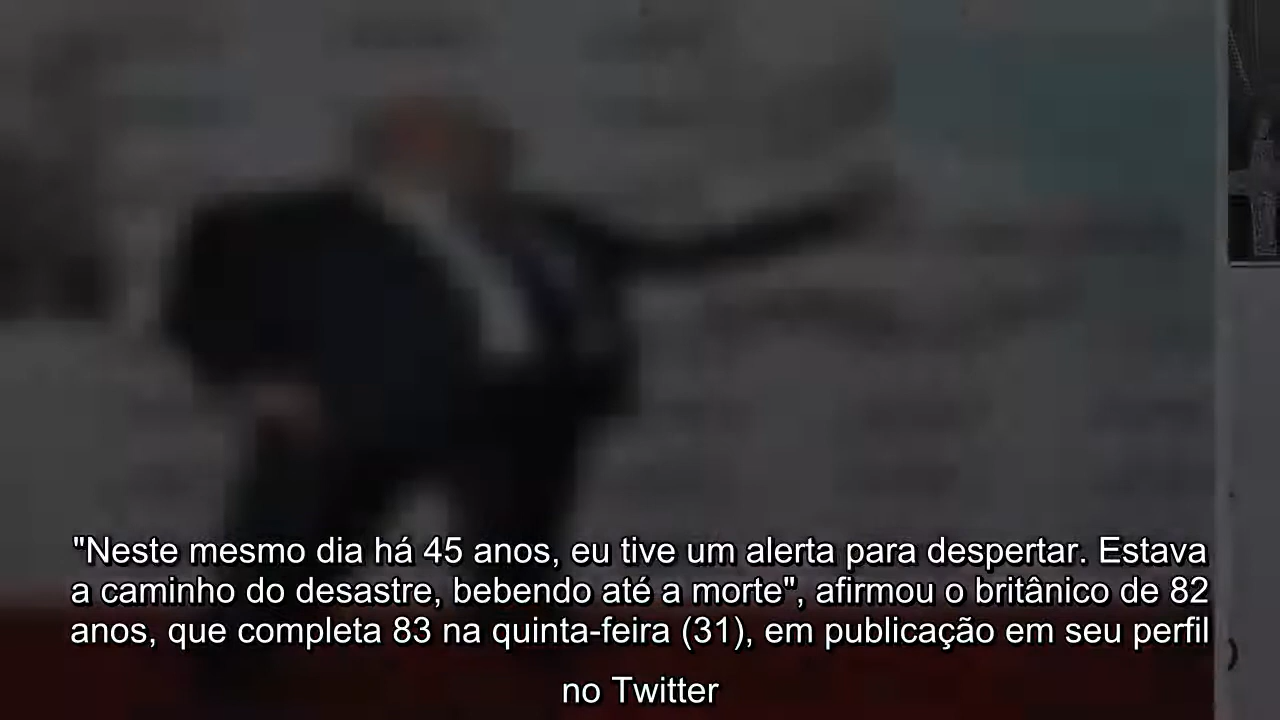 "Neste mesmo dia há 45 anos, eu tive um alerta para despertar. Estava
a caminho do desastre, bebendo até a morte", afirmou o britânico de 82
anos, que completa 83 na quinta-feira (31), em publicação em seu perfil
no Twitter